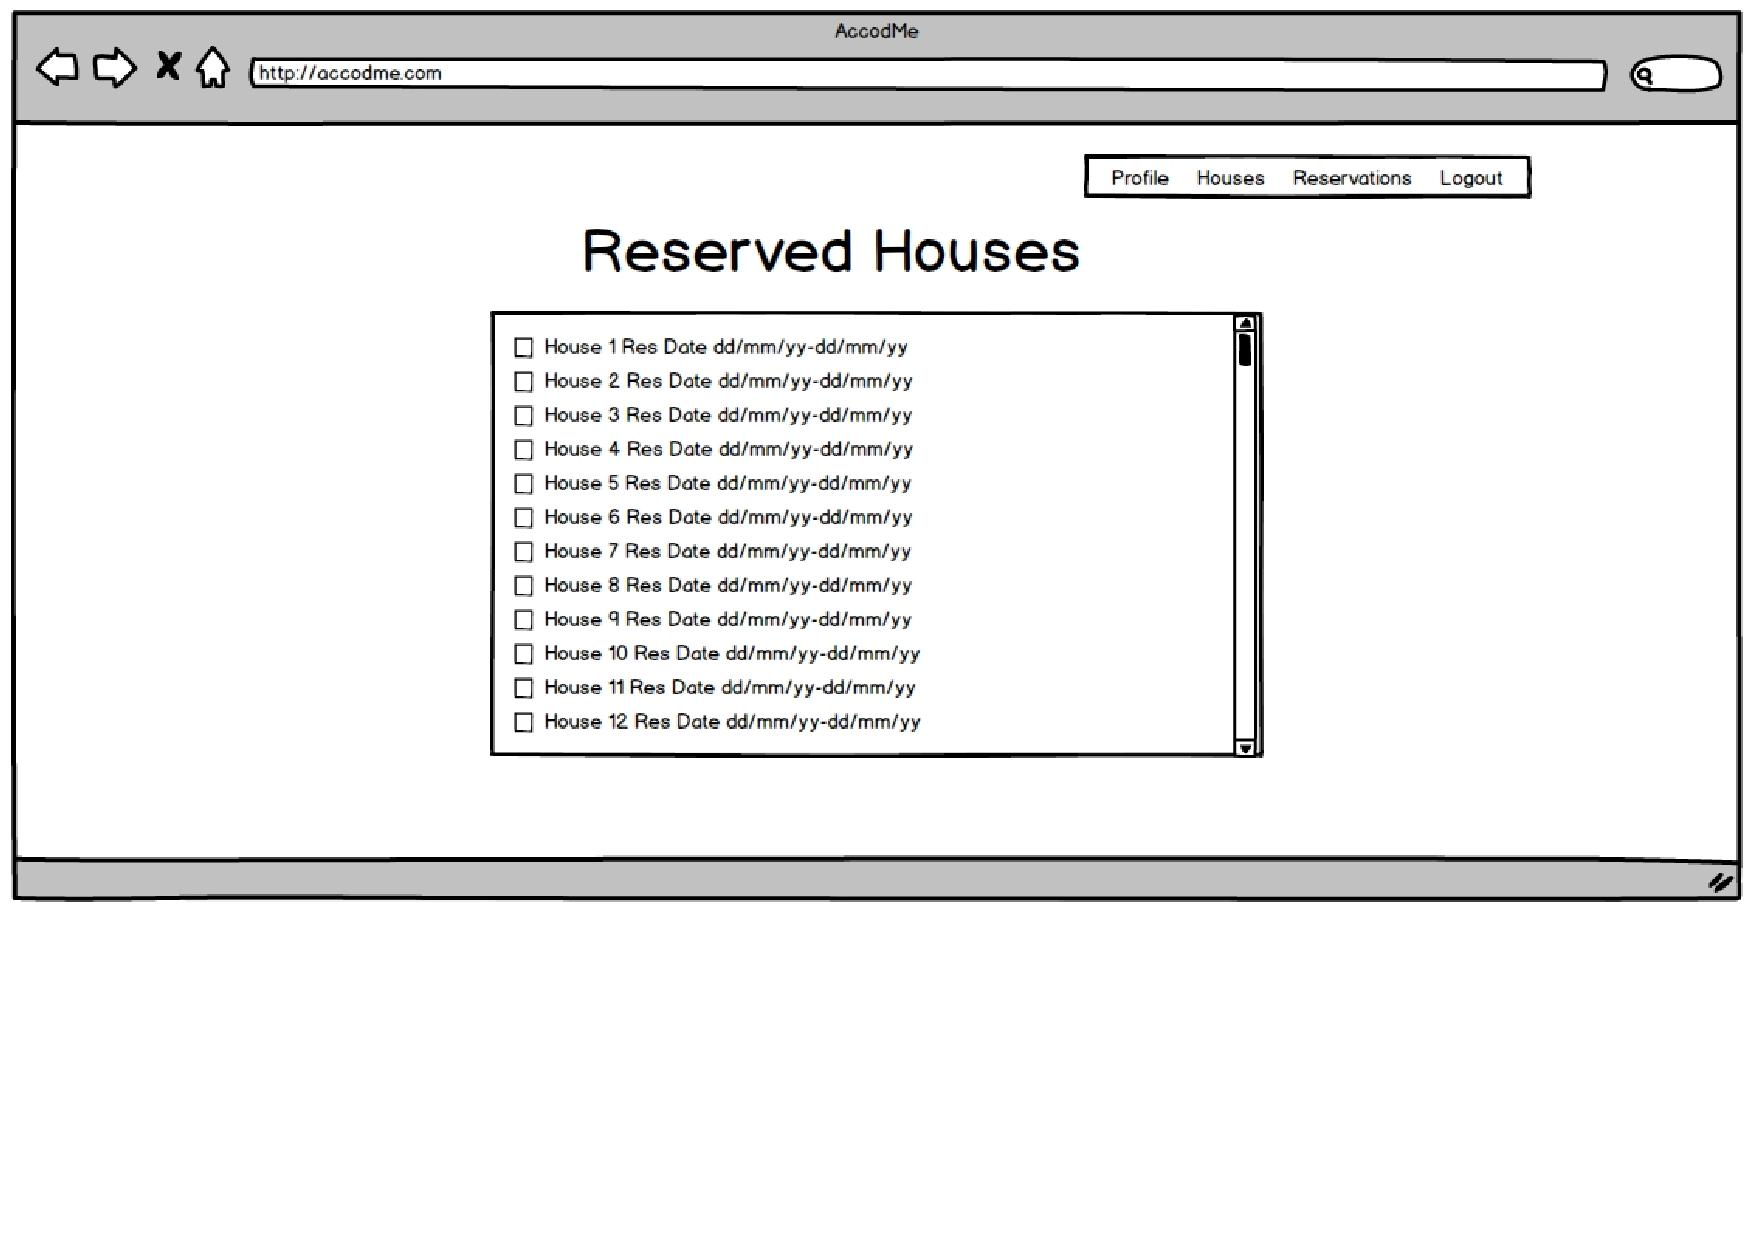 AccodMe
http://accodme.com
Profile Houses Reservations Logout
Reserved Houses
House 1 Res Date dd/mm/yy-dd/mm/yy
House 2 Res Date dd/mm/yy-dd/mm/yy
House 3 Res Date dd/mm/yy-dd/mm/yy
House 4 Res Date dd/mm/yy-dd/mm/yy
House 5 Res Date dd/mm/yy-dd/mm/yy
House 6 Res Date dd/mm/yy-dd/mm/yy
House 7 Res Date dd/mm/yy-dd/mm/yy
House 8 Res Date dd/mm/yy-dd/mm/yy
House 9 Res Date dd/mm/yy-dd/mm/yy
House 10 Res Date dd/mm/yy-dd/mm/yy
House 11 Res Date dd/mm/yy-dd/mm/yy
House 12 Res Date dd/mm/yy-dd/mm/yy